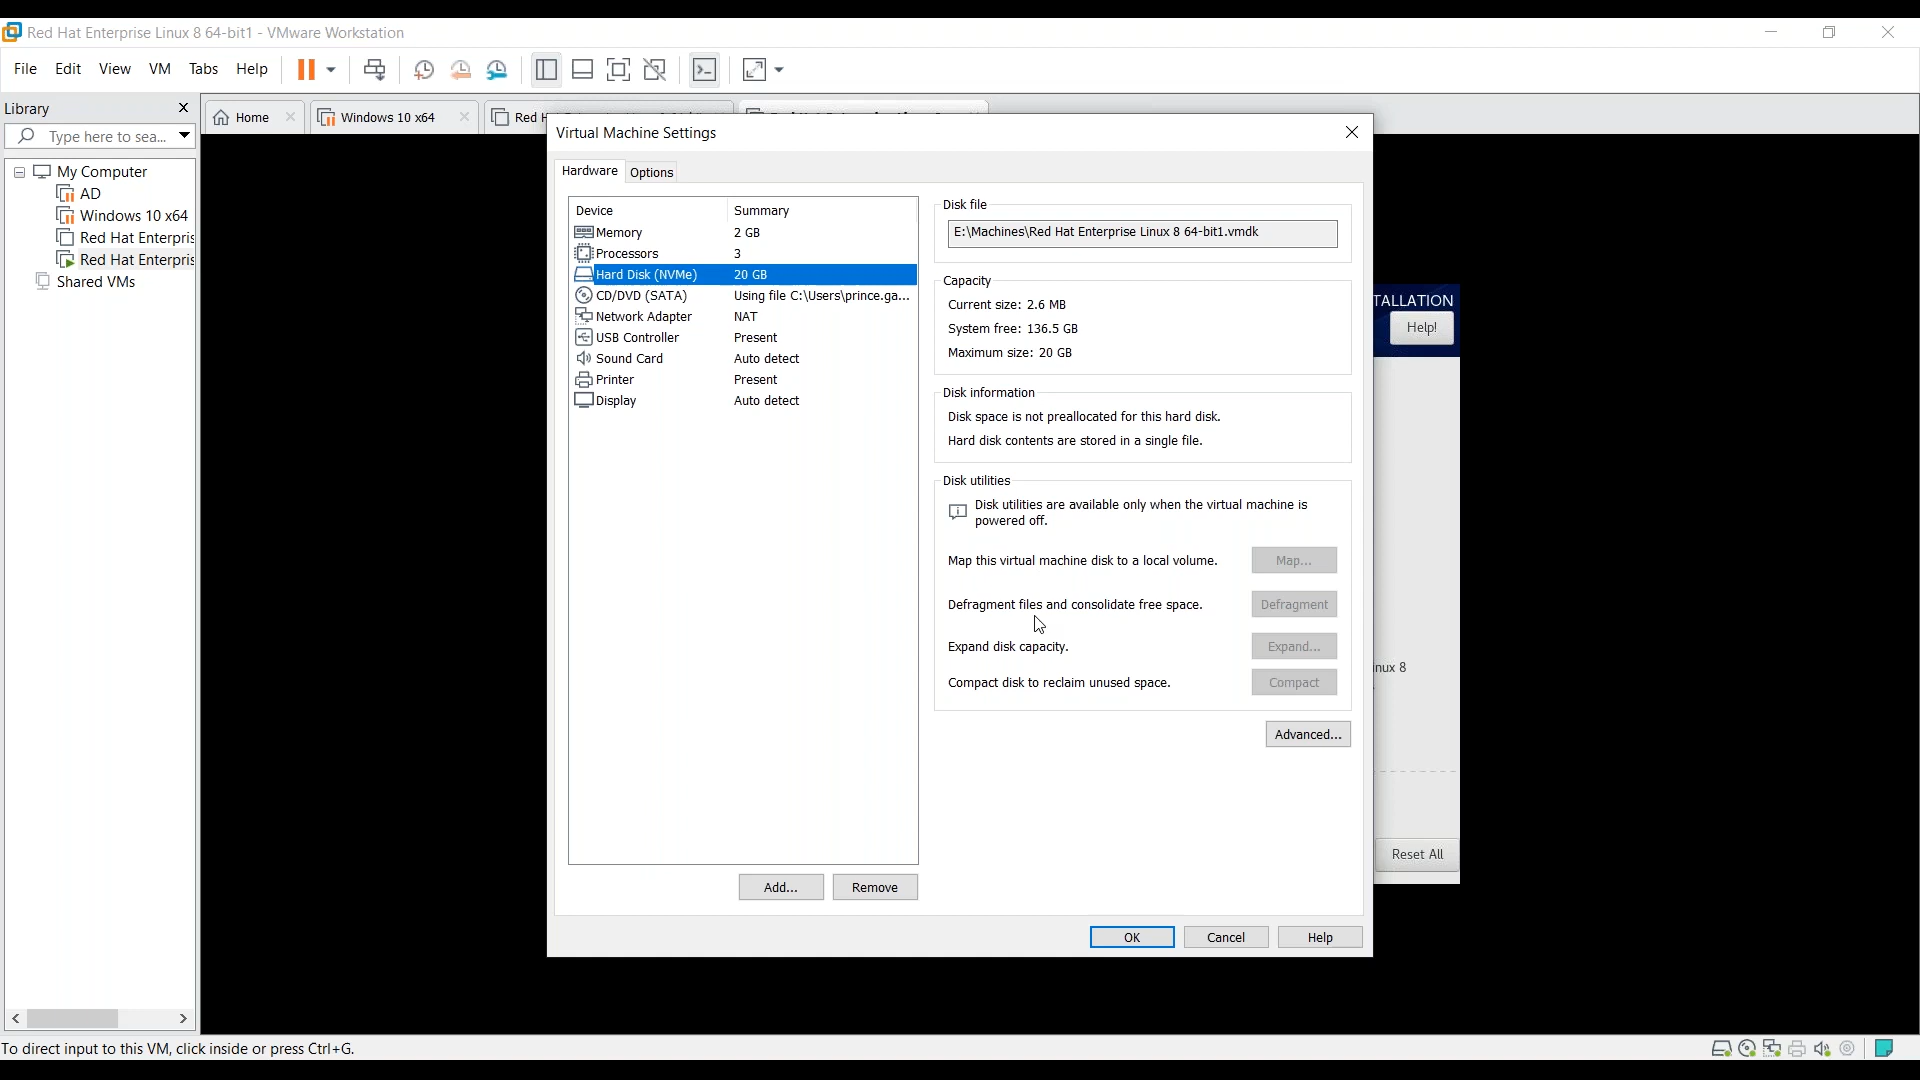 Red Hat Enterprise Linux 8 64-bit1 - VMware Workstation
File Edit View VM Tabs Help
Library
Type here to sea...
Home
Windows 10 x64
Red H
My Computer
AD
Windows 10 x64
Red Hat Enterpris
Red Hat Enterpris
Shared VMs
Virtual Machine Settings
Hardware Options
Device Summary
Memory 2 GB
Processors 3
Hard Disk (NVMe) 20 GB
CD/DVD (SATA) Using file C:\Users\prince.ga...
Network Adapter NAT
USB Controller Present
Sound Card Auto detect
Printer Present
Display Auto detect
Add... Remove
Disk file
E:\Machines\Red Hat Enterprise Linux 8 64-bit1.vmdk
Capacity
Current size: 2.6 MB
System free: 136.5 GB
Maximum size: 20 GB
Disk information
Disk space is not preallocated for this hard disk.
Hard disk contents are stored in a single file.
Disk utilities
Disk utilities are available only when the virtual machine is
powered off.
Map this virtual machine disk to a local volume. Map...
Defragment files and consolidate free space. Defragment
Expand disk capacity. Expand...
Compact disk to reclaim unused space. Compact
Advanced...
OK Cancel Help
TALLATION
Help!
nux 8
Reset All
To direct input to this VM, click inside or press Ctrl+G.